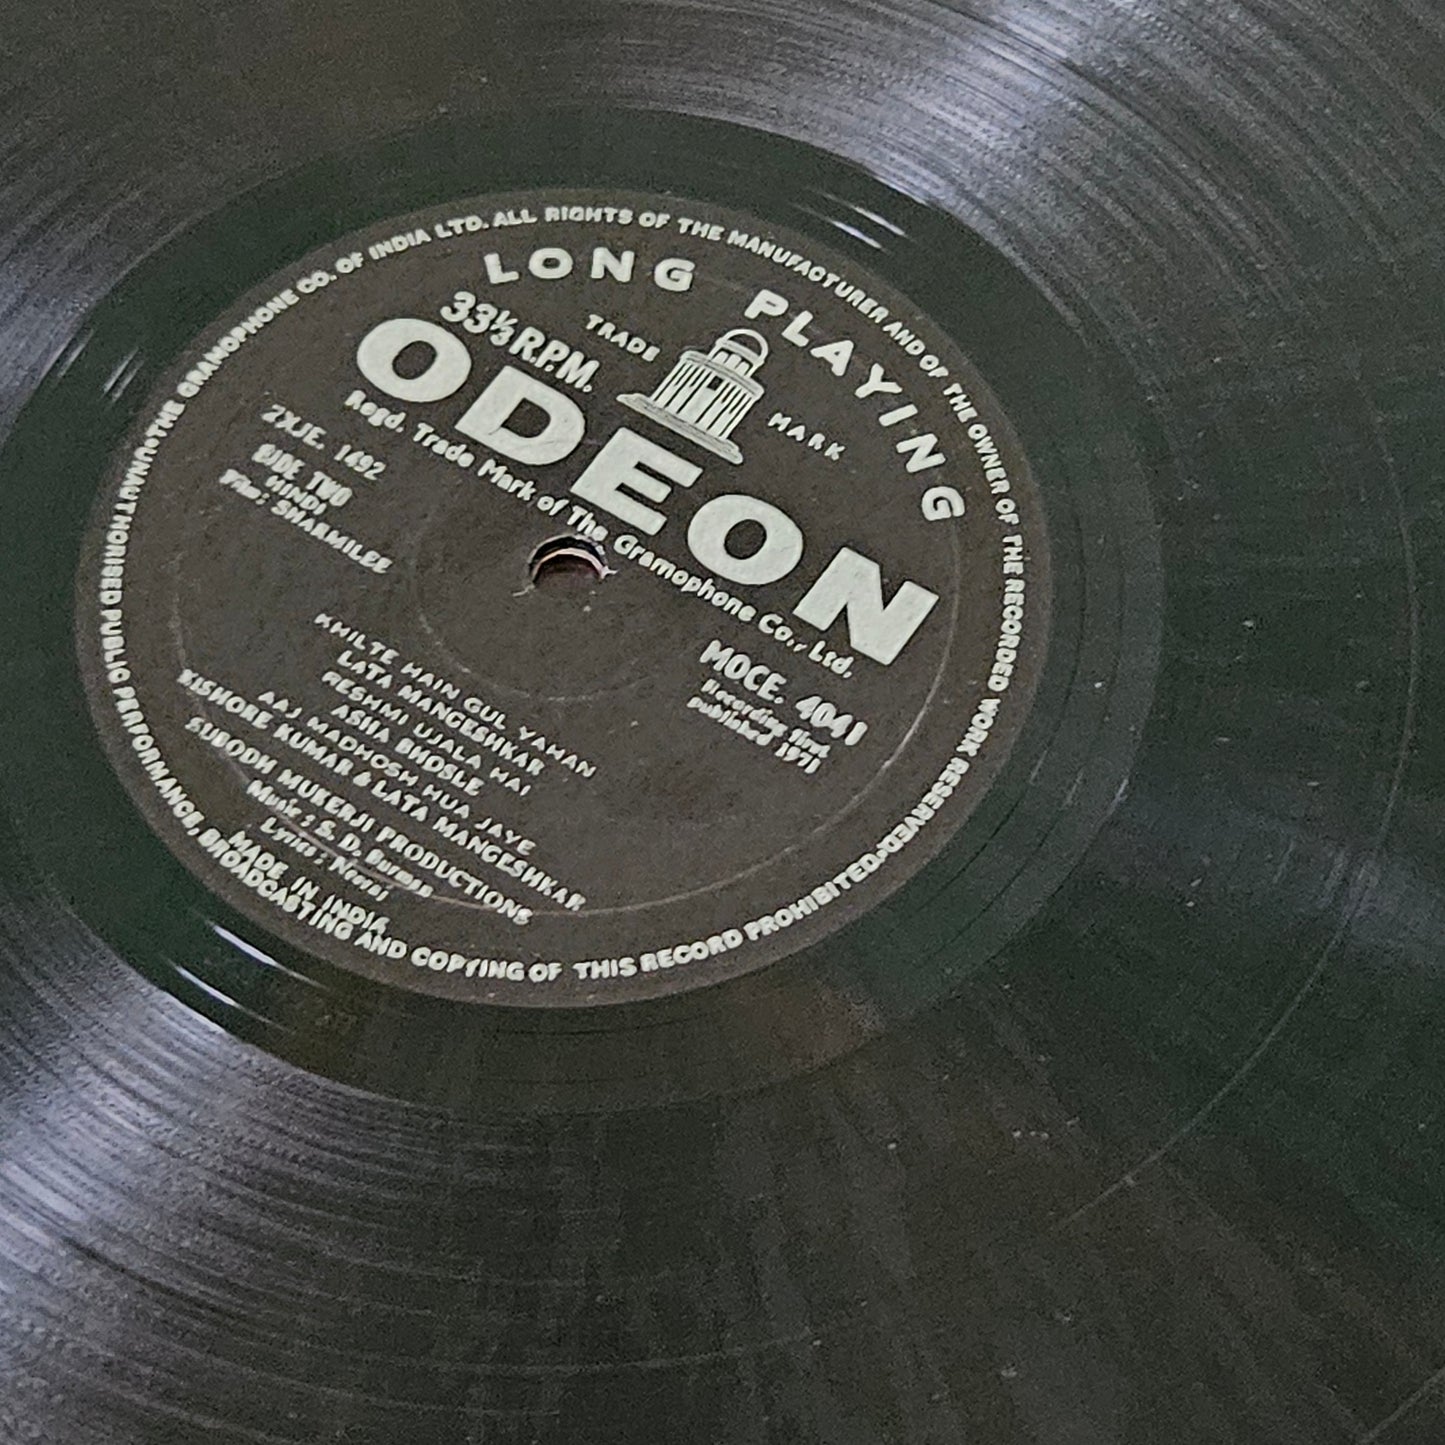 THE GRAMOPHONE CO. OF INDIA LTD. ALL RIGHTS OF THE MANUFACTURER AND OF THE OWNER OF THE RECORDED WORK RESERVED-UNAUTHORISED PUBLIC PERFORMANCE, BROADCASTING AND COPYING OF THIS RECORD PROHIBITED-
LONG PLAYING
33⅓ R.P.M.
TRADE MARK
ODEON
Regd. Trade Mark of The Gramophone Co., Ltd.
2XJE. 1492
SIDE TWO
HINDI
Film : SHARMILEE
MOCE. 4041
Recording first
published 1971
KHILTE HAIN GUL YAHAN
LATA MANGESHKAR
RESHMI UJALA HAI
ASHA BHOSLE
AAJ MADHOSH HUA JAYE
KISHORE KUMAR & LATA MANGESHKAR
SUBODH MUKERJI PRODUCTIONS
Music : S. D. Burman
Lyrics : Neeraj
MADE IN INDIA